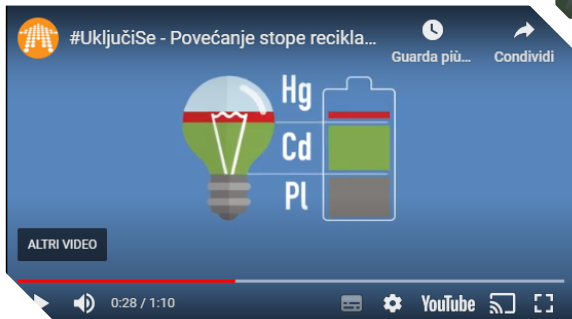 #UključiSe - Povećanje stope recikla...
Guarda più...
Condividi
Hg
Cd
Pl
ALTRI VIDEO
0:28 / 1:10
YouTube